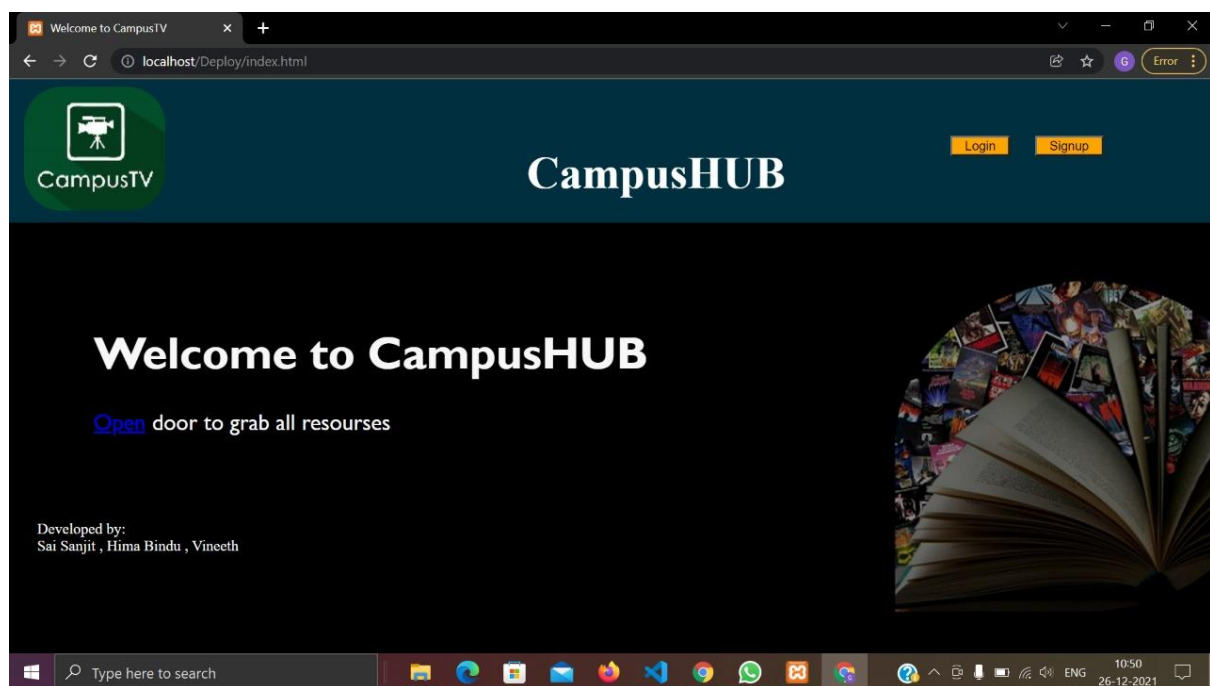 Welcome to CampusTV
localhost/Deploy/index.html
G
Error
CampusTV
CampusHUB
Login
Signup
Welcome to CampusHUB
Open door to grab all resourses
Developed by:
Sai Sanjit , Hima Bindu , Vineeth
Type here to search
ENG
10:50
26-12-2021